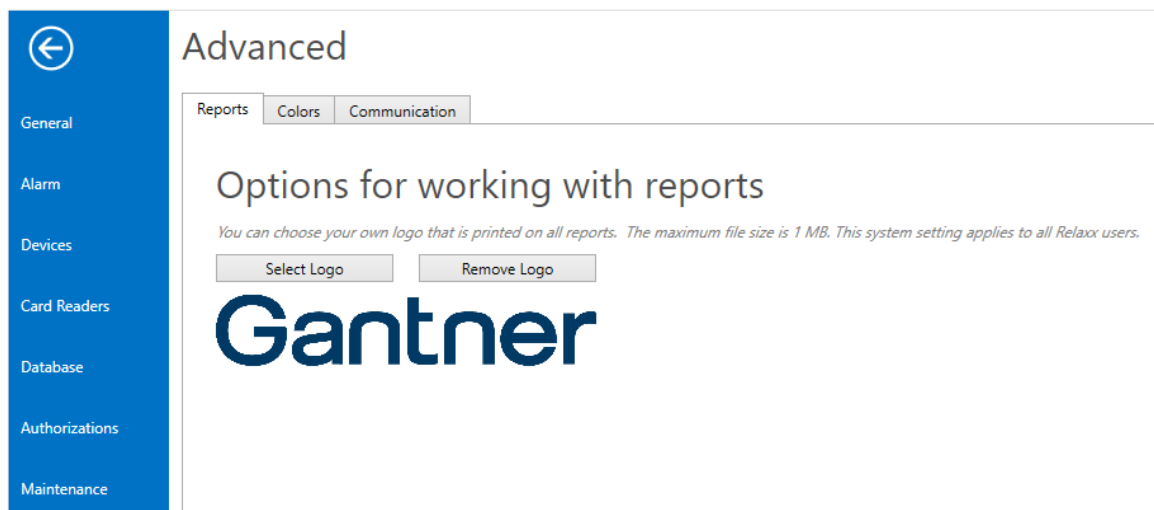 Advanced
General
Alarm
Devices
Card Readers
Database
Authorizations
Maintenance
Reports Colors Communication
Options for working with reports
You can choose your own logo that is printed on all reports.  The maximum file size is 1 MB. This system setting applies to all Relaxx users.
Select Logo Remove Logo
Gantner